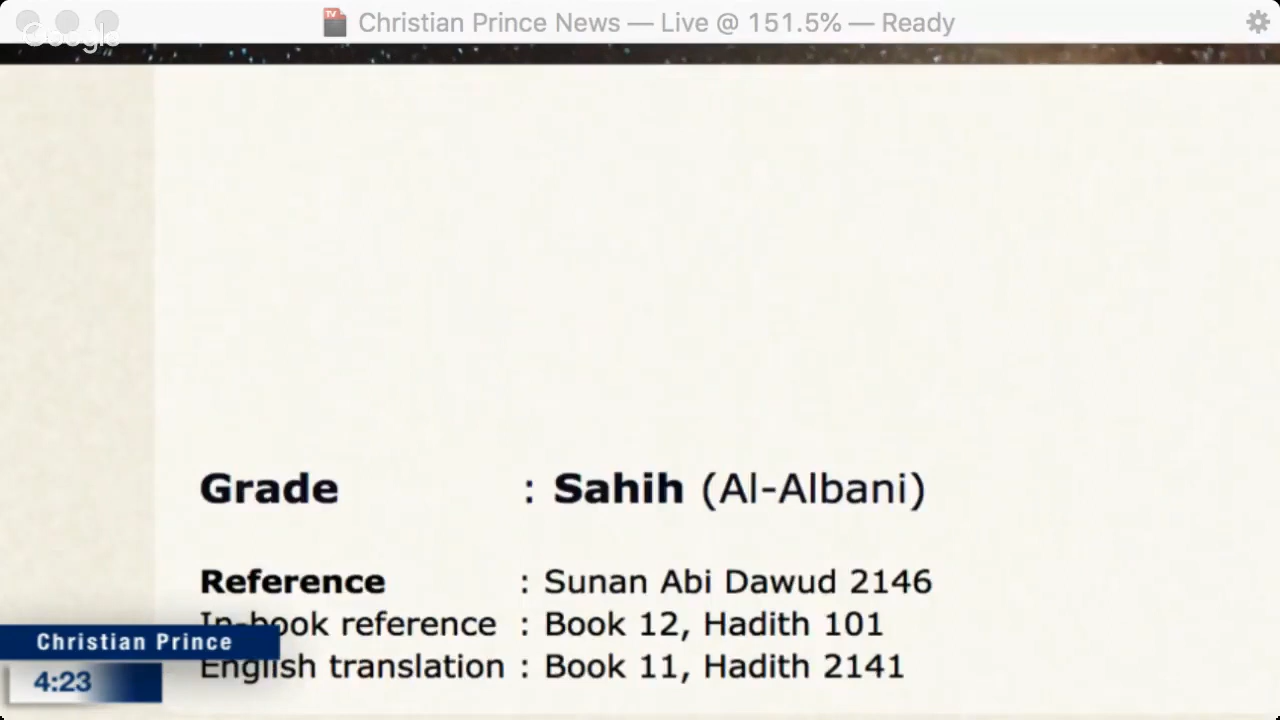 Christian Prince News — Live @ 151.5% — Ready
Google
Grade : Sahih (Al-Albani)
Reference : Sunan Abi Dawud 2146
In-book reference : Book 12, Hadith 101
English translation : Book 11, Hadith 2141
Christian Prince
4:23